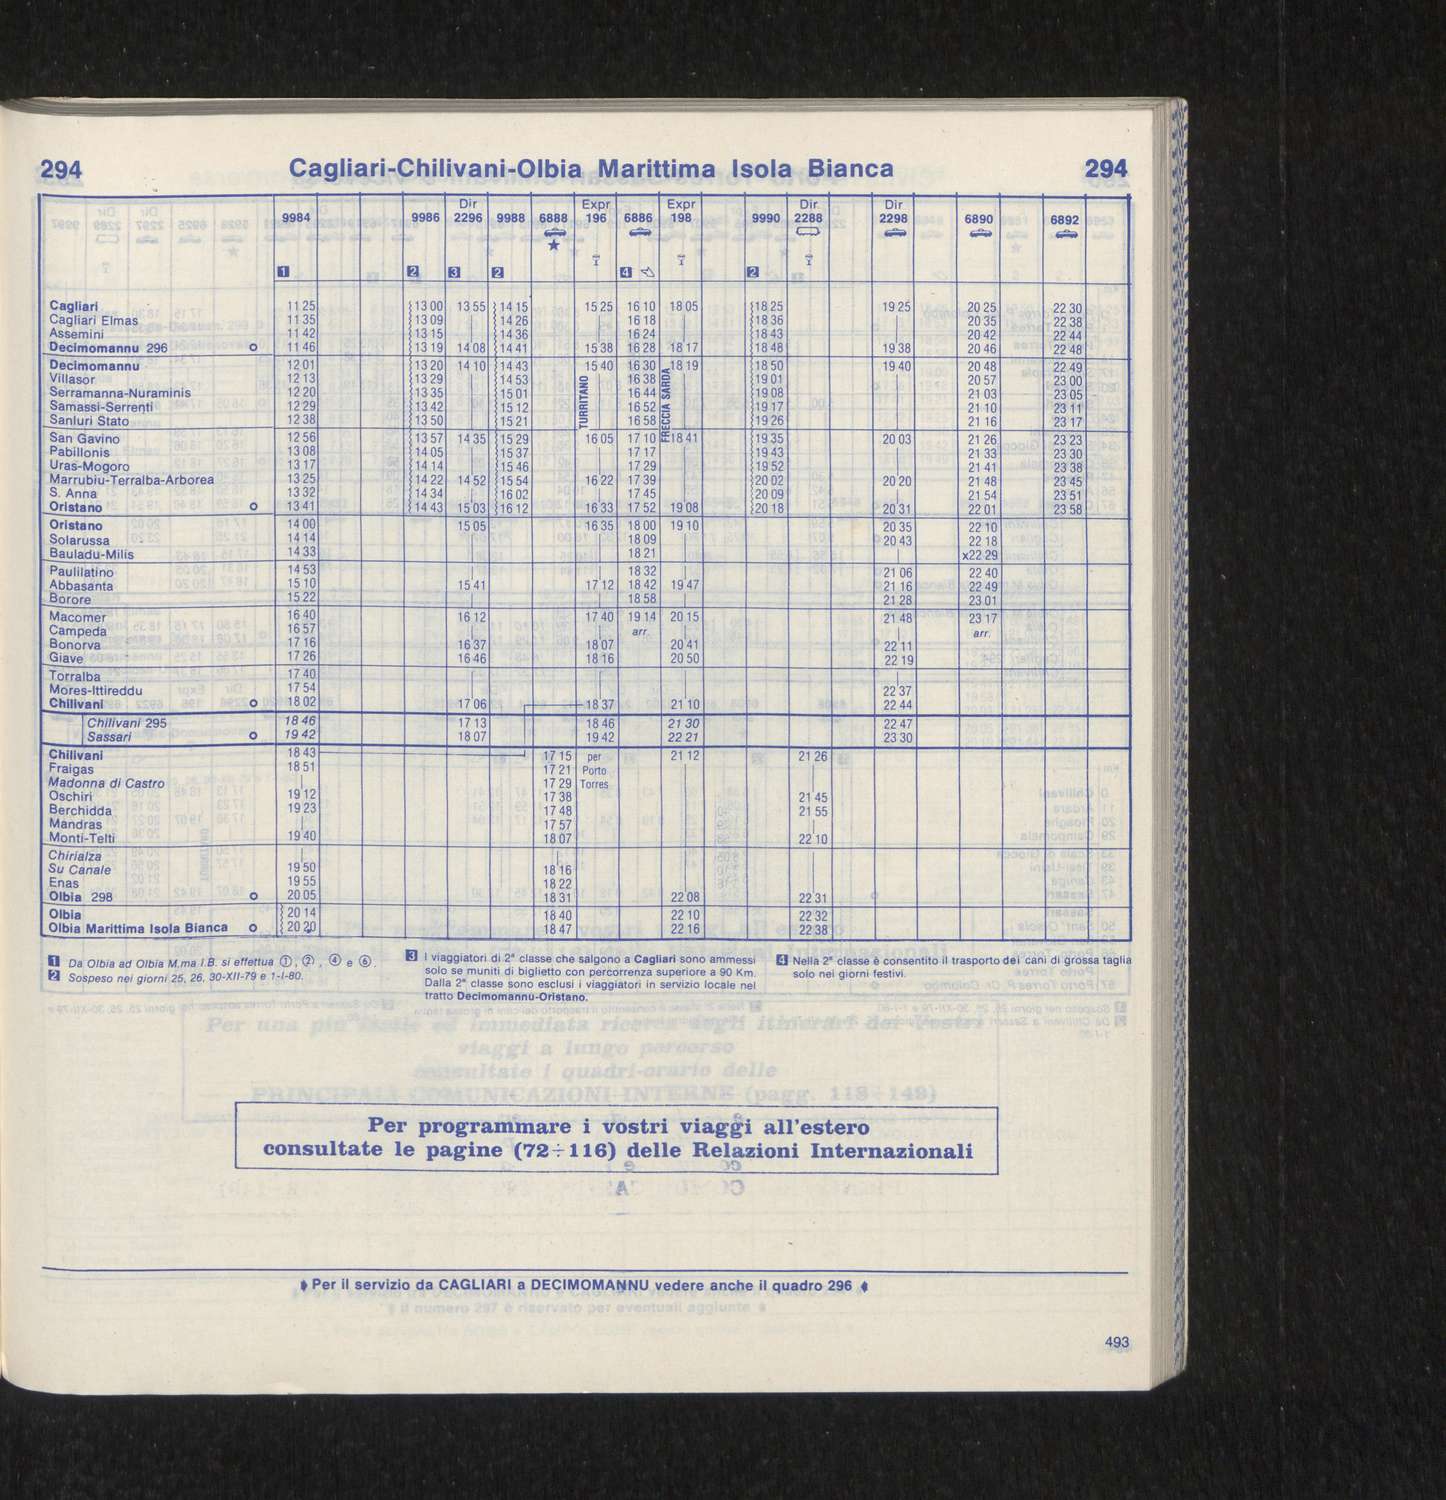 294 Cagliari-Chilivani-Olbia Marittima Isola Bianca 294
Dir Expr Expr Dir Dir
9984 9986 2296 9988 6888 196 6886 198 9990 2288 2298 6890 6892
★
1 2 3 2 4 2
Cagliari 11 25 13 00 13 55 14 15 15 25 16 10 18 05 18 25 19 25 20 25 22 30
Cagliari Elmas 11 35 13 09 | 14 26 | 16 18 | 18 36 | 20 35 22 38
Assemini 11 42 13 15 | 14 36 | 16 24 | 18 43 | 20 42 22 44
Decimomannu 296 o 11 46 13 19 14 08 14 41 15 38 16 28 18 17 18 48 19 38 20 46 22 48
Decimomannu 12 01 13 20 14 10 14 43 15 40 16 30 18 19 18 50 19 40 20 48 22 49
Villasor 12 13 13 29 | 14 53 TURRITANO 16 38 FRECCIA SARDA 19 01 | 20 57 23 00
Serramanna-Nuraminis 12 20 13 35 | 15 01 16 44 19 08 | 21 03 23 05
Samassi-Serrenti 12 29 13 42 | 15 12 16 52 19 17 | 21 10 23 11
Sanluri Stato 12 38 13 50 | 15 21 16 58 19 26 | 21 16 23 17
San Gavino 12 56 13 57 14 35 15 29 16 05 17 10 18 41 19 35 20 03 21 26 23 23
Pabillonis 13 08 14 05 | 15 37 | 17 17 | 19 43 | 21 33 23 30
Uras-Mogoro 13 17 14 14 | 15 46 | 17 29 | 19 52 | 21 41 23 38
Marrubiu-Terralba-Arborea 13 25 14 22 14 52 15 54 16 22 17 39 | 20 02 20 20 21 48 23 45
S. Anna 13 32 14 34 | 16 02 | 17 45 | 20 09 | 21 54 23 51
Oristano o 13 41 14 43 15 03 16 12 16 33 17 52 19 08 20 18 20 31 22 01 23 58
Oristano 14 00 15 05 16 35 18 00 19 10 20 35 22 10
Solarussa 14 14 | | 18 09 | 20 43 22 18
Bauladu-Milis 14 33 | | 18 21 | | x22 29
Paulilatino 14 53 | | 18 32 | 21 06 22 40
Abbasanta 15 10 15 41 17 12 18 42 19 47 21 16 22 49
Borore 15 22 | | 18 58 | 21 28 23 01
Macomer 16 40 16 12 17 40 19 14 20 15 21 48 23 17
Campeda 16 57 | | arr. | | arr.
Bonorva 17 16 16 37 18 07 20 41 22 11
Giave 17 26 16 46 18 16 20 50 22 19
Torralba 17 40 | | | |
Mores-Ittireddu 17 54 | | | 22 37
Chilivani o 18 02 17 06 18 37 21 10 22 44
Chilivani 295 18 46 17 13 18 46 21 30 22 47
Sassari o 19 42 18 07 19 42 22 21 23 30
Chilivani 18 43 17 15 per 21 12 21 26
Fraigas 18 51 17 21 Porto | |
Madonna di Castro | 17 29 Torres | |
Oschiri 19 12 17 38 | 21 45
Berchidda 19 23 17 48 | 21 55
Mandras | 17 57 | |
Monti-Telti 19 40 18 07 | 22 10
Chirialza | | | |
Su Canale 19 50 18 16 | |
Enas 19 55 18 22 | |
Olbia 298 o 20 05 18 31 22 08 22 31
Olbia 20 14 18 40 22 10 22 32
Olbia Marittima Isola Bianca o 20 20 18 47 22 16 22 38
1 Da Olbia ad Olbia M.ma I.B. si effettua ①, ②, ④ e ⑥.
2 Sospeso nei giorni 25, 26, 30-XII-79 e 1-I-80.
3 I viaggiatori di 2ª classe che salgono a Cagliari sono ammessi
solo se muniti di biglietto con percorrenza superiore a 90 Km.
Dalla 2ª classe sono esclusi i viaggiatori in servizio locale nel
tratto Decimomannu-Oristano.
4 Nella 2ª classe è consentito il trasporto dei cani di grossa taglia
solo nei giorni festivi.
Per programmare i vostri viaggi all'estero
consultate le pagine (72÷116) delle Relazioni Internazionali
Per il servizio da CAGLIARI a DECIMOMANNU vedere anche il quadro 296
493